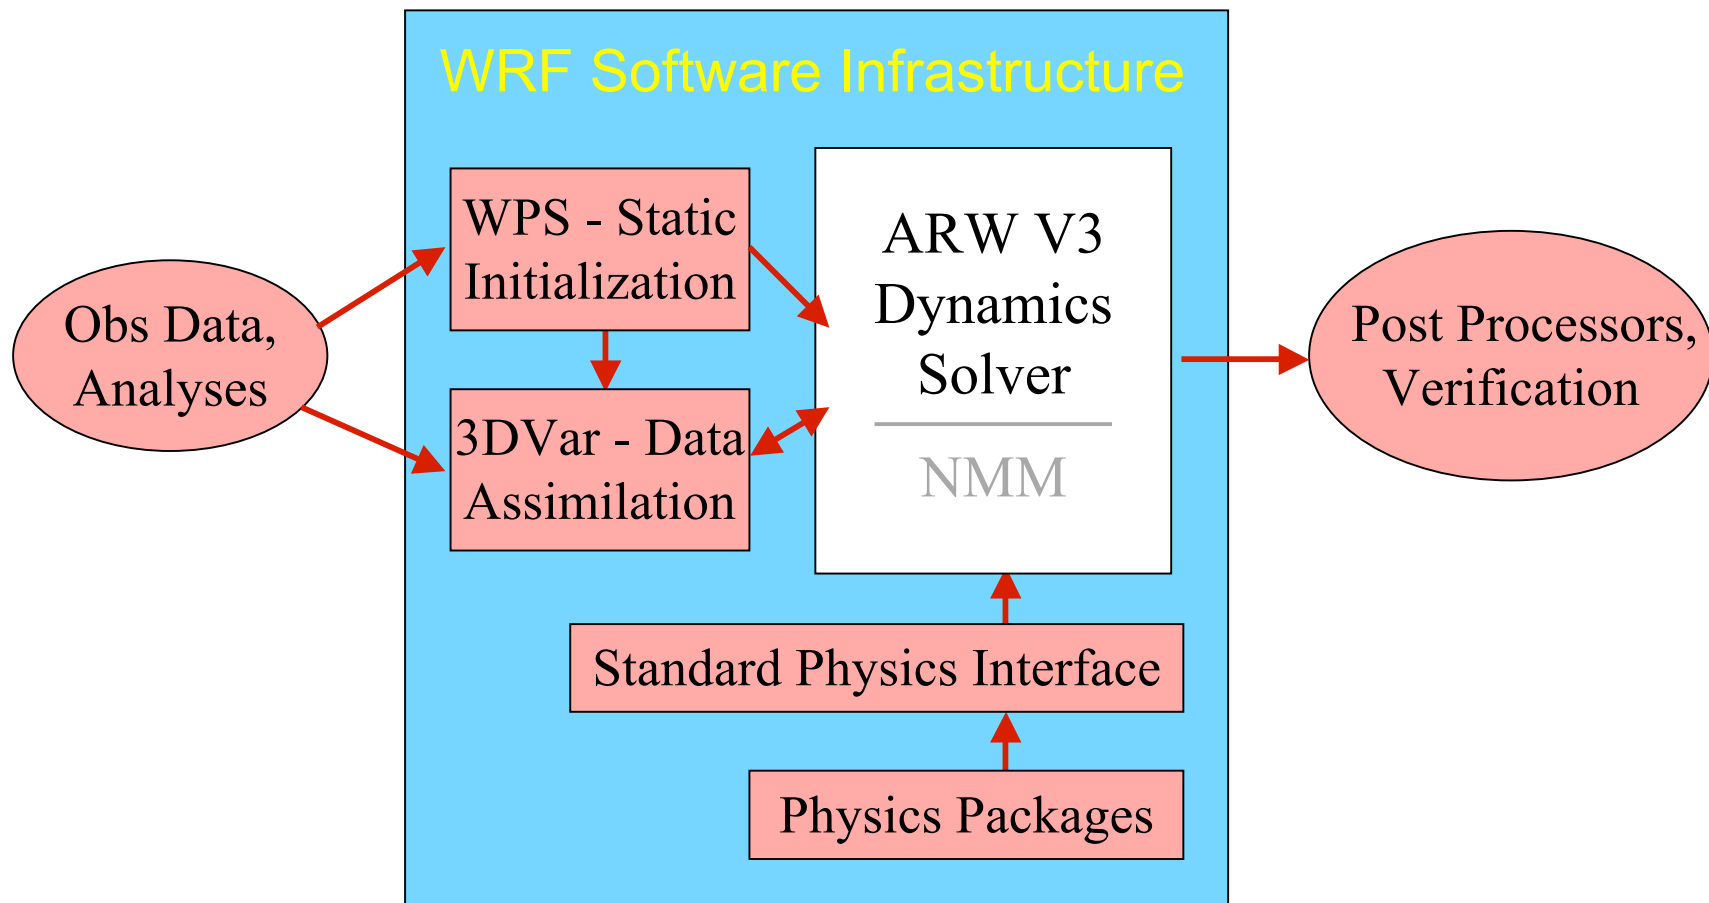 WRF Software Infrastructure
WPS - Static
Initialization
ARW V3
Dynamics
Solver
NMM
Obs Data,
Analyses
3DVar - Data
Assimilation
Post Processors,
Verification
Standard Physics Interface
Physics Packages